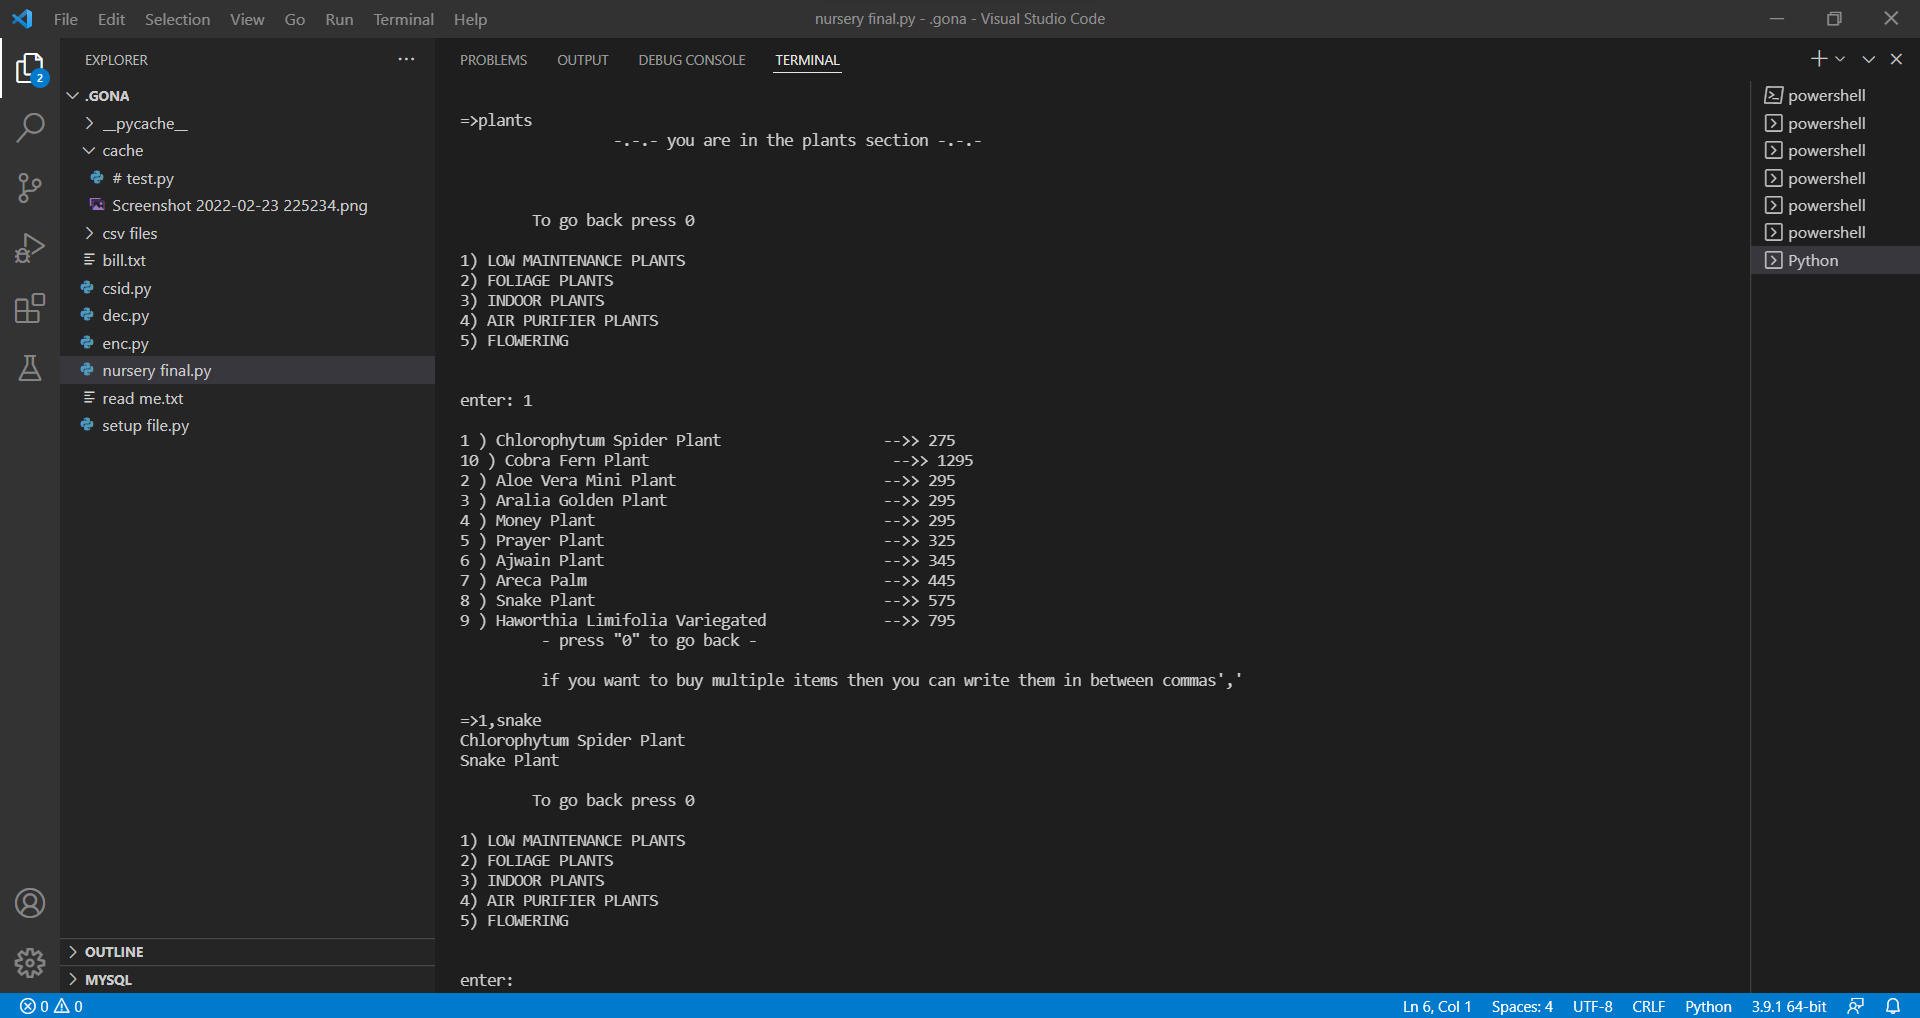 File Edit Selection View Go Run Terminal Help
nursery final.py - .gona - Visual Studio Code
EXPLORER
2
.GONA
__pycache__
cache
# test.py
Screenshot 2022-02-23 225234.png
csv files
bill.txt
csid.py
dec.py
enc.py
nursery final.py
read me.txt
setup file.py
OUTLINE
MYSQL
PROBLEMS OUTPUT DEBUG CONSOLE TERMINAL
=>plants
-.-.- you are in the plants section -.-.-
To go back press 0
1) LOW MAINTENANCE PLANTS
2) FOLIAGE PLANTS
3) INDOOR PLANTS
4) AIR PURIFIER PLANTS
5) FLOWERING
enter: 1
1 ) Chlorophytum Spider Plant -->> 275
10 ) Cobra Fern Plant -->> 1295
2 ) Aloe Vera Mini Plant -->> 295
3 ) Aralia Golden Plant -->> 295
4 ) Money Plant -->> 295
5 ) Prayer Plant -->> 325
6 ) Ajwain Plant -->> 345
7 ) Areca Palm -->> 445
8 ) Snake Plant -->> 575
9 ) Haworthia Limifolia Variegated -->> 795
- press "0" to go back -
if you want to buy multiple items then you can write them in between commas','
=>1,snake
Chlorophytum Spider Plant
Snake Plant
To go back press 0
1) LOW MAINTENANCE PLANTS
2) FOLIAGE PLANTS
3) INDOOR PLANTS
4) AIR PURIFIER PLANTS
5) FLOWERING
enter:
powershell
powershell
powershell
powershell
powershell
powershell
Python
0 0
Ln 6, Col 1 Spaces: 4 UTF-8 CRLF Python 3.9.1 64-bit